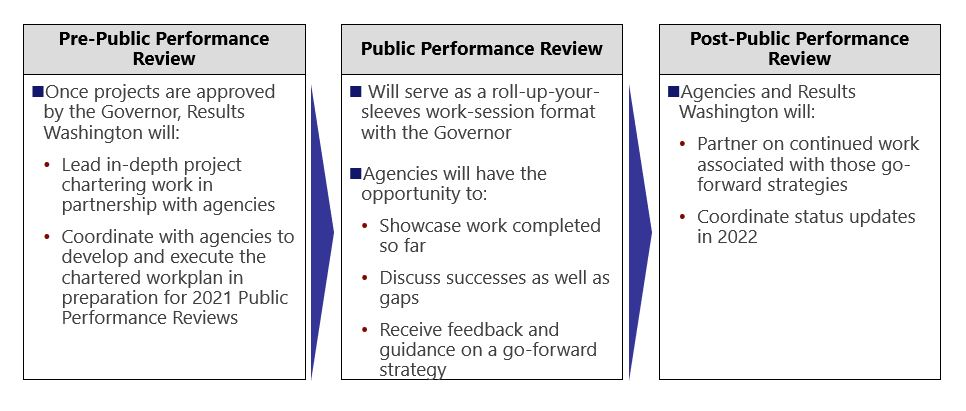 Pre-Public Performance
Review
■Once projects are approved
by the Governor, Results
Washington will:
• Lead in-depth project
chartering work in
partnership with agencies
• Coordinate with agencies to
develop and execute the
chartered workplan in
preparation for 2021 Public
Performance Reviews
Public Performance Review
■ Will serve as a roll-up-your-
sleeves work-session format
with the Governor
■Agencies will have the
opportunity to:
• Showcase work completed
so far
• Discuss successes as well as
gaps
• Receive feedback and
guidance on a go-forward
strategy
Post-Public Performance
Review
■Agencies and Results
Washington will:
• Partner on continued work
associated with those go-
forward strategies
• Coordinate status updates
in 2022